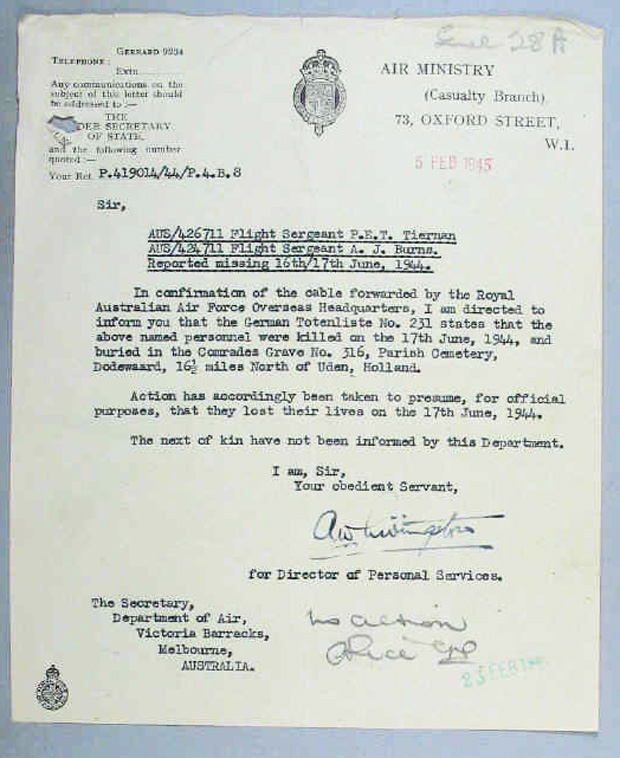 28A
GERRARD 9234
TELEPHONE:
Extn.
Any communications on the
subject of this letter should
be addressed to :—
THE
SECRETARY
OF STATE,
and the following number
quoted :—
Your Ref. P.419014/44/P.4.B.8
AIR MINISTRY
(Casualty Branch)
73, OXFORD STREET,
W.1.
5 FEB 1945
Sir,
AUS/426711 Flight Sergeant P.E.T. Tiernan
AUS/424711 Flight Sergeant A. J. Burns.
Reported missing 16th/17th June, 1944.
In confirmation of the cable forwarded by the Royal
Australian Air Force Overseas Headquarters, I am directed to
inform you that the German Totenliste No. 231 states that the
above named personnel were killed on the 17th June, 1944, and
buried in the Comrades Grave No. 316, Parish Cemetery,
Dodewaard, 16½ miles North of Uden, Holland.
Action has accordingly been taken to presume, for official
purposes, that they lost their lives on the 17th June, 1944.
The next of kin have not been informed by this Department.
I am, Sir,
Your obedient Servant,
for Director of Personal Services.
The Secretary,
Department of Air,
Victoria Barracks,
Melbourne,
AUSTRALIA.
No action
FEB